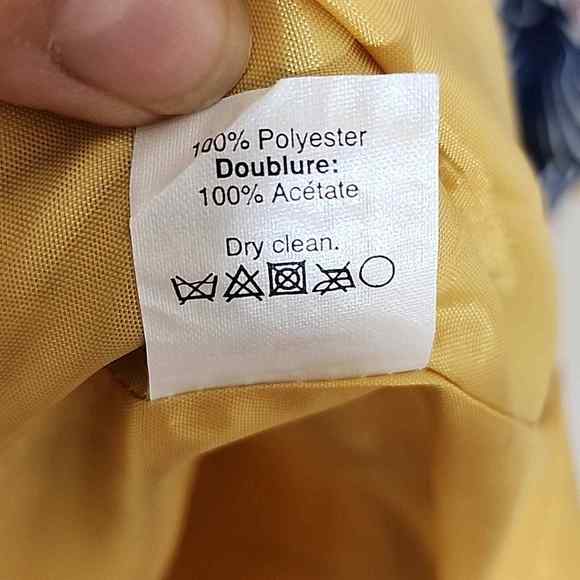 100% Polyester
Doublure:
100% Acétate
Dry clean.